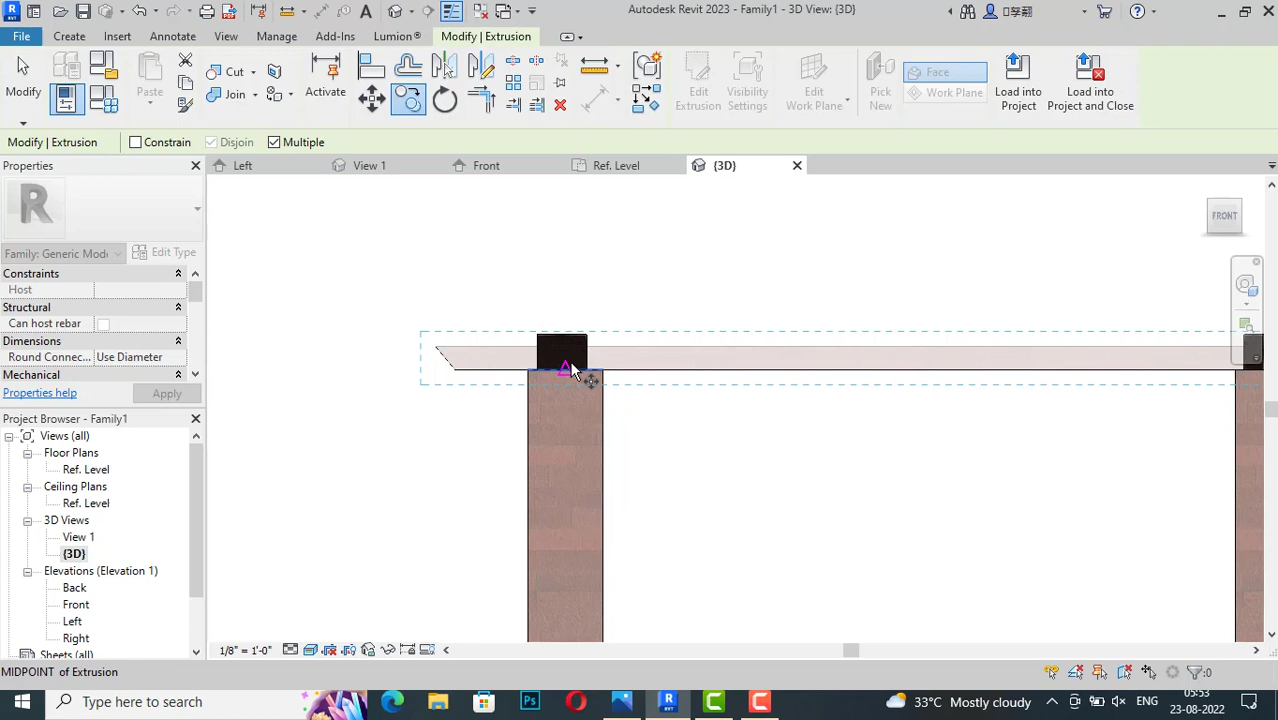 Autodesk Revit 2023 - Family1 - 3D View: {3D}
File Create Insert Annotate View Manage Add-Ins Lumion® Modify | Extrusion
Modify
Paste
Cut
Join
Activate
Edit Extrusion
Visibility Settings
Edit Work Plane
Pick New
Face
Work Plane
Load into Project
Load into Project and Close
Modify | Extrusion Constrain Disjoin Multiple
Properties
Left View 1 Front Ref. Level {3D}
R
FRONT
Family: Generic Mode Edit Type
Constraints
Host
Structural
Can host rebar
Dimensions
Round Connec... Use Diameter
Mechanical
Properties help Apply
Project Browser - Family1
Views (all)
Floor Plans
Ref. Level
Ceiling Plans
Ref. Level
3D Views
View 1
{3D}
Elevations (Elevation 1)
Back
Front
Left
Right
Sheets (all)
1/8" = 1'-0"
MIDPOINT of Extrusion
:0
Type here to search
Ps
R
RVT
C
C
33°C Mostly cloudy
ENG
05:53
23-08-2022